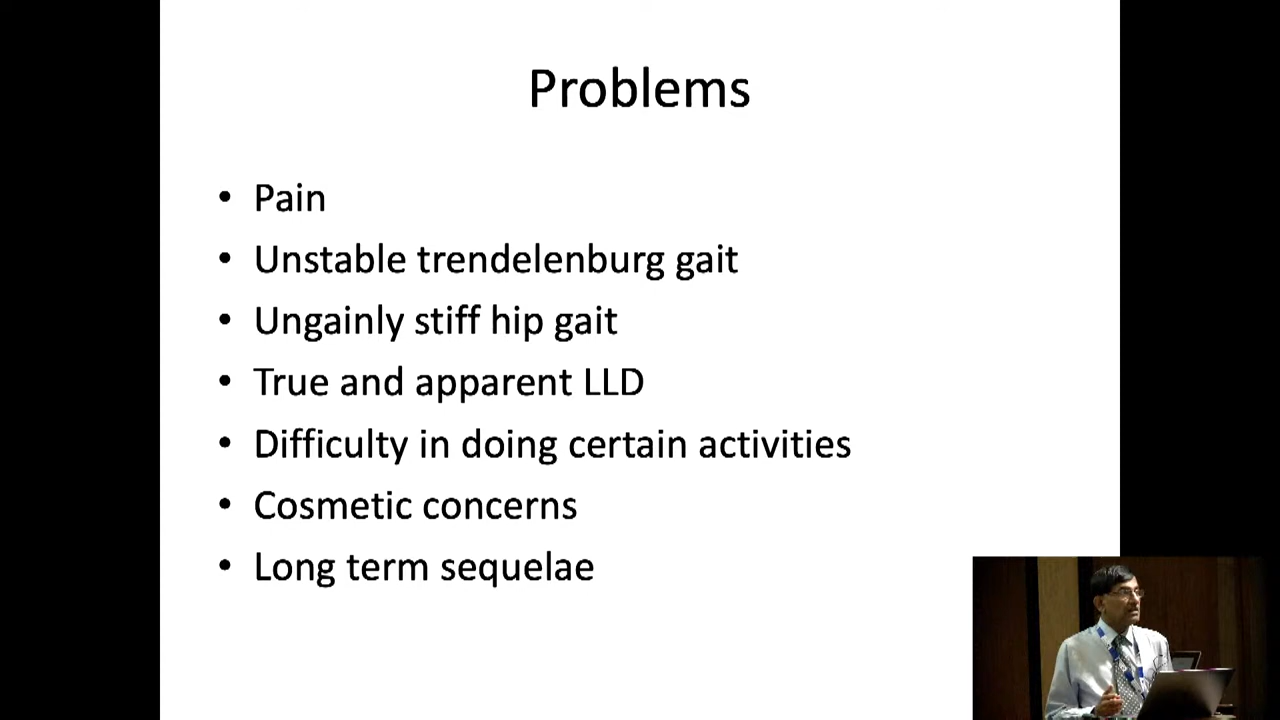 Problems
• Pain
• Unstable trendelenburg gait
• Ungainly stiff hip gait
• True and apparent LLD
• Difficulty in doing certain activities
• Cosmetic concerns
• Long term sequelae